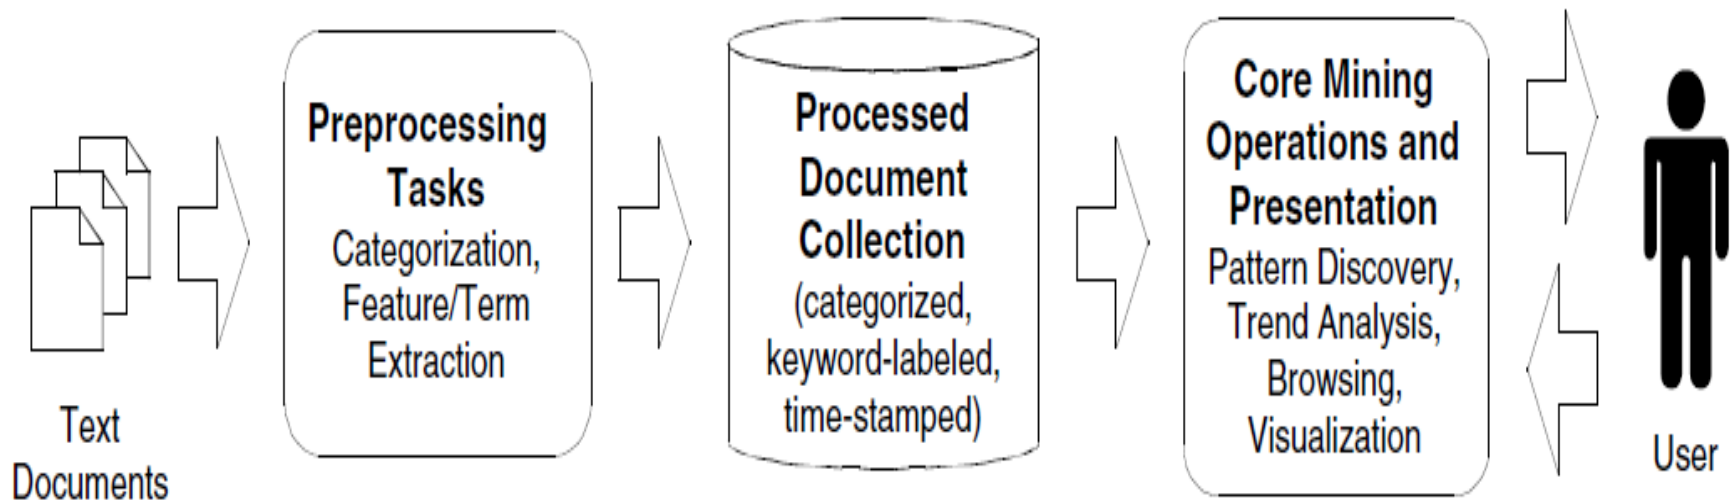 Text
Documents
Preprocessing
Tasks
Categorization,
Feature/Term
Extraction
Processed
Document
Collection
(categorized,
keyword-labeled,
time-stamped)
Core Mining
Operations and
Presentation
Pattern Discovery,
Trend Analysis,
Browsing,
Visualization
User